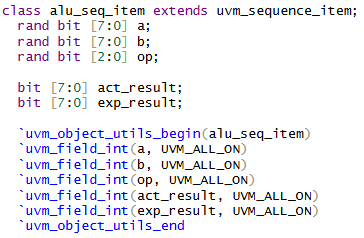 class alu_seq_item extends uvm_sequence_item;
rand bit [7:0] a;
rand bit [7:0] b;
rand bit [2:0] op;
bit [7:0] act_result;
bit [7:0] exp_result;
`uvm_object_utils_begin(alu_seq_item)
`uvm_field_int(a, UVM_ALL_ON)
`uvm_field_int(b, UVM_ALL_ON)
`uvm_field_int(op, UVM_ALL_ON)
`uvm_field_int(act_result, UVM_ALL_ON)
`uvm_field_int(exp_result, UVM_ALL_ON)
`uvm_object_utils_end